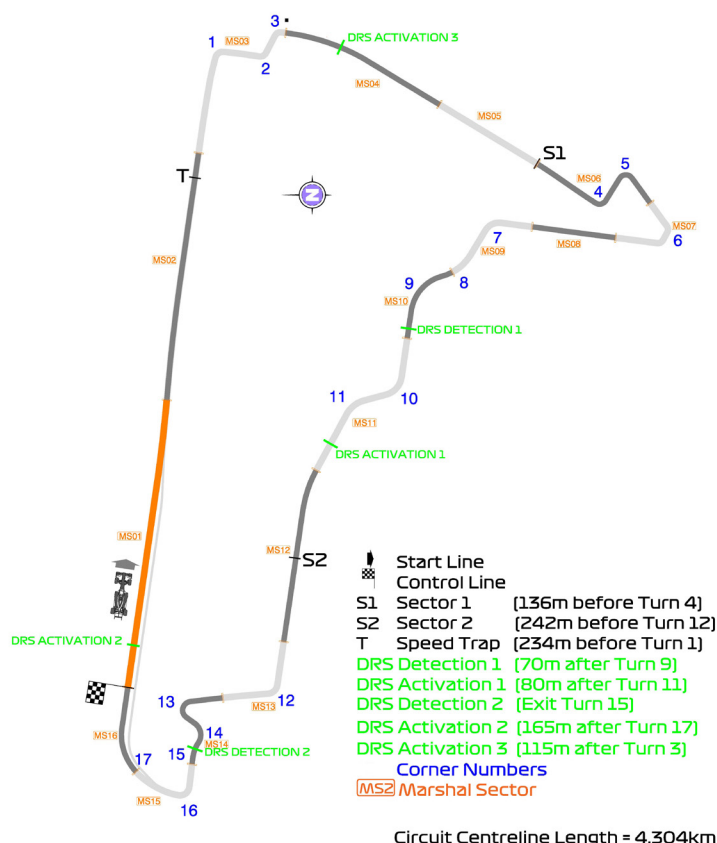 3
1
MS03
2
DRS ACTIVATION 3
MS04
MS05
S1
5
MS06
4
T
N
MS07
6
7
MS08
MS09
MS02
9
8
MS10
DRS DETECTION 1
11
10
MS11
DRS ACTIVATION 1
MS01
MS12
S2
Start Line
Control Line
S1 Sector 1 (136m before Turn 4)
S2 Sector 2 (242m before Turn 12)
T Speed Trap (234m before Turn 1)
DRS ACTIVATION 2
DRS Detection 1 (70m after Turn 9)
DRS Activation 1 (80m after Turn 11)
DRS Detection 2 (Exit Turn 15)
DRS Activation 2 (165m after Turn 17)
DRS Activation 3 (115m after Turn 3)
Corner Numbers
MS2 Marshal Sector
13
MS13
12
14
MS16
MS14
15
DRS DETECTION 2
17
MS15
16
Circuit Centreline Length = 4.304km